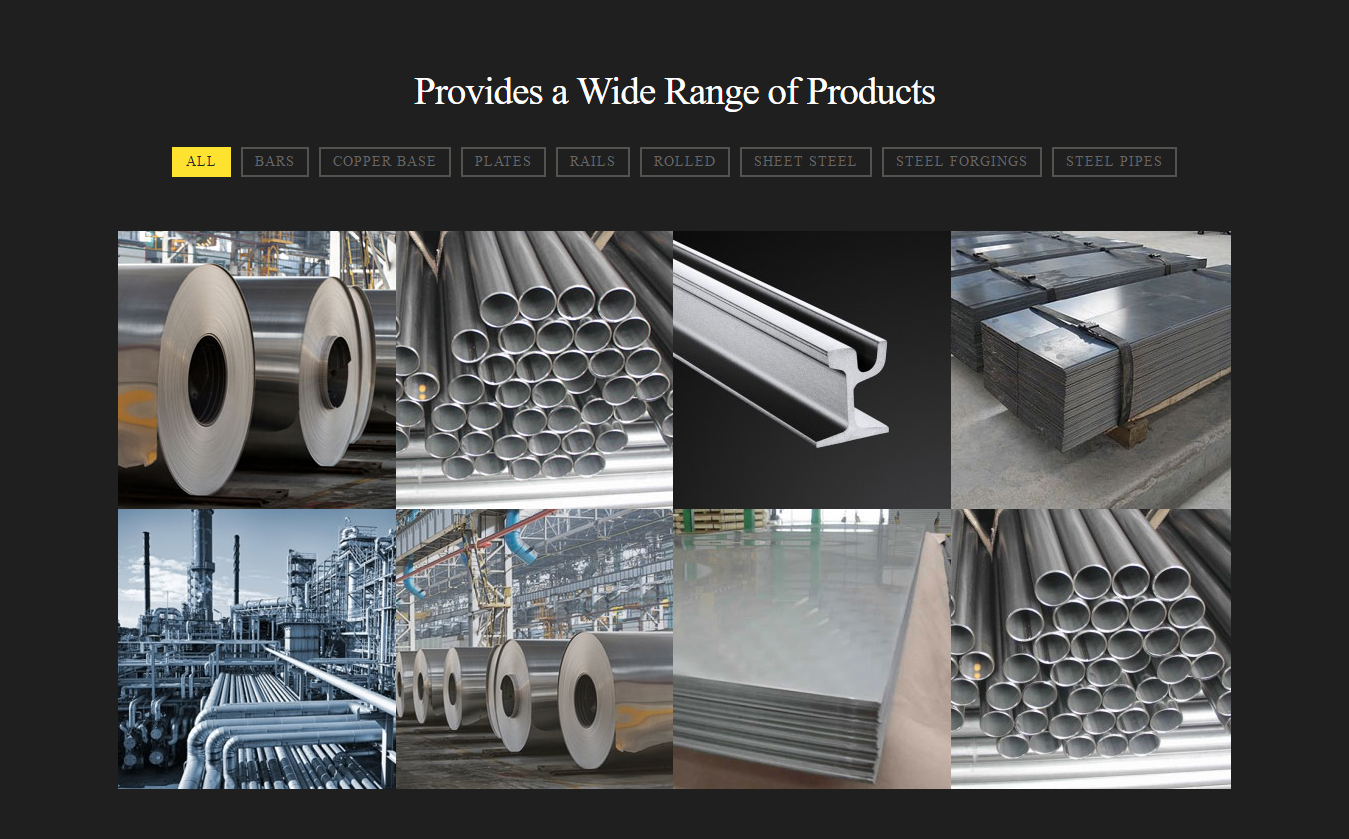 Provides a Wide Range of Products
ALL BARS COPPER BASE PLATES RAILS ROLLED SHEET STEEL STEEL FORGINGS STEEL PIPES